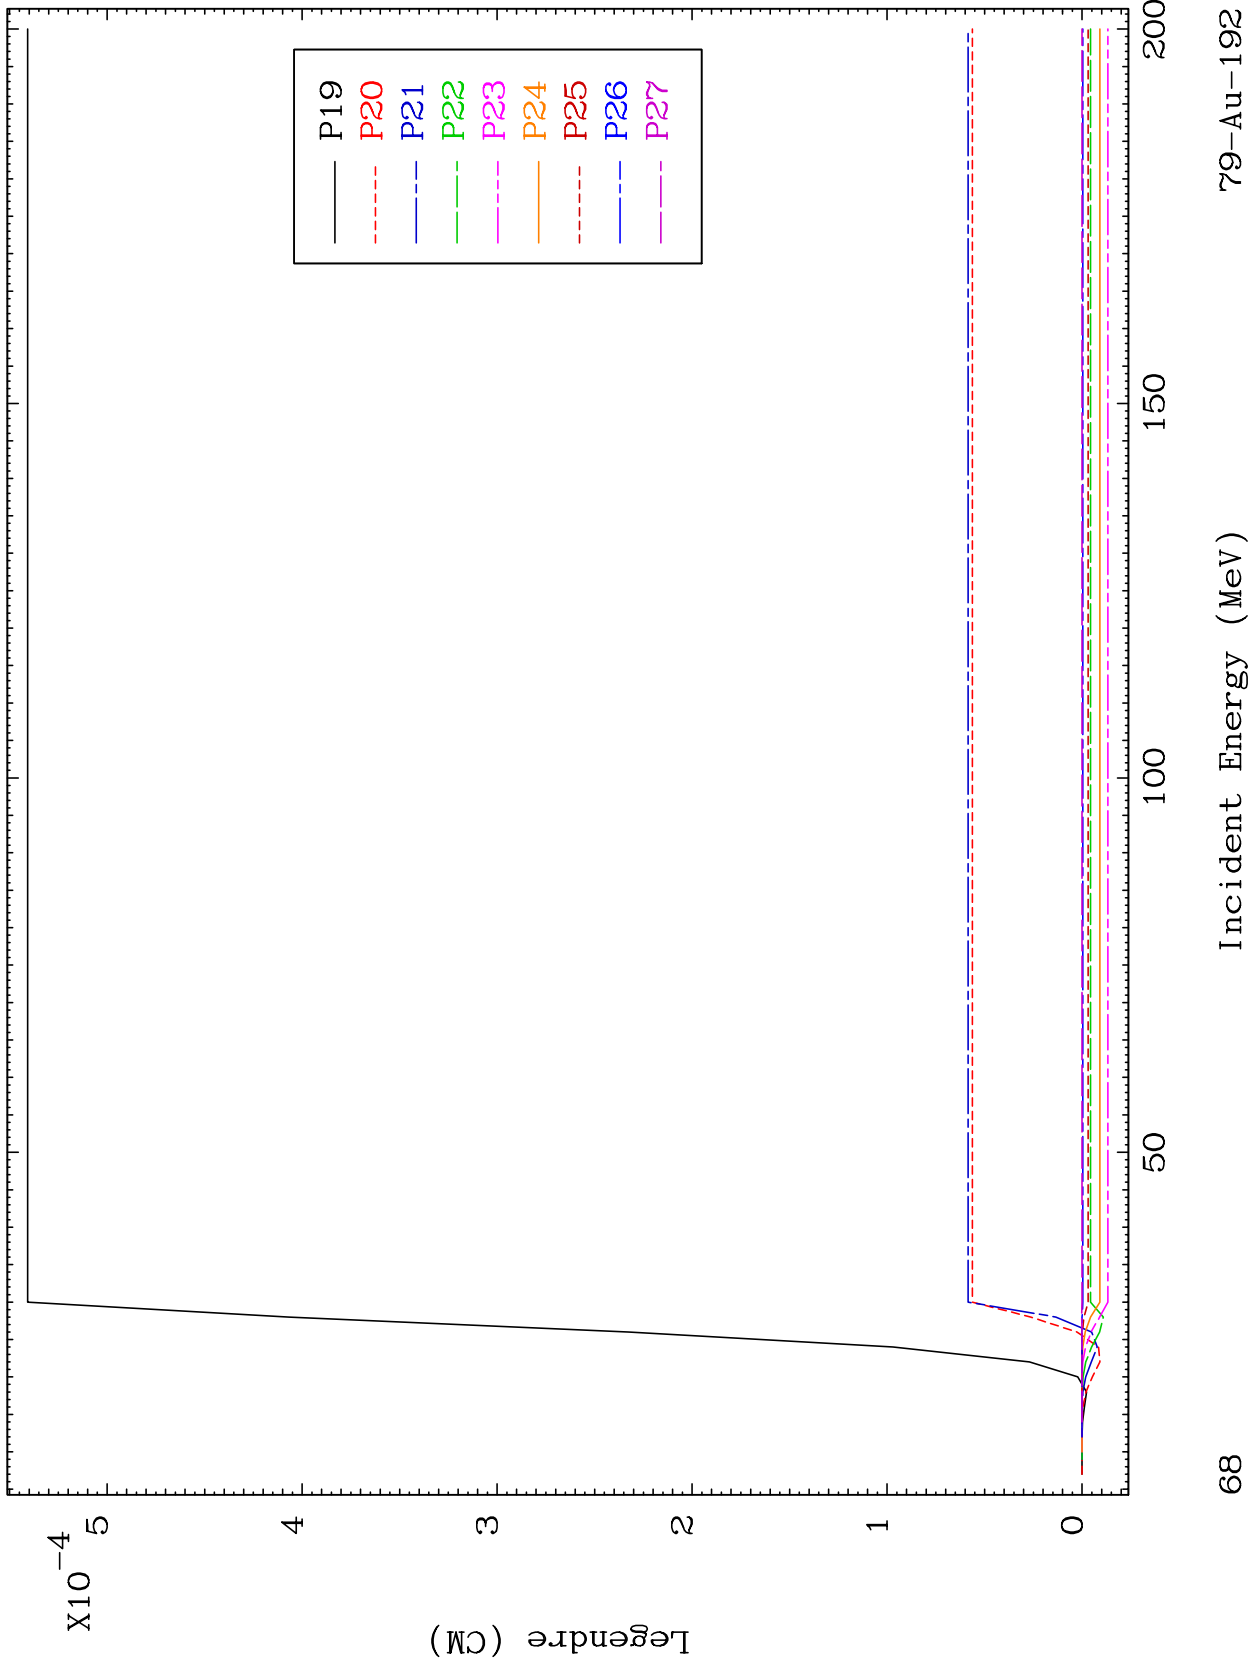 X10-4
5
4
3
2
1
0
Legendre (CM)
P19
P20
P21
P22
P23
P24
P25
P26
P27
50
100
150
200
Incident Energy (MeV)
68
79-Au-192